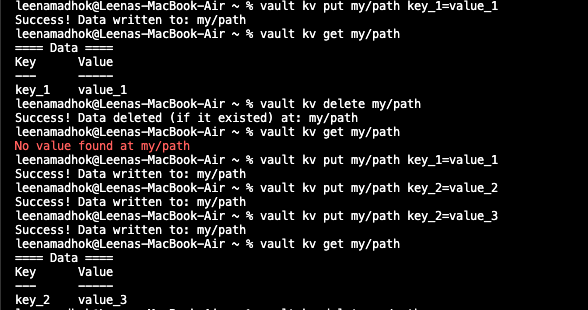 leenamadhok@Leenas-MacBook-Air ~ % vault kv put my/path key_1=value_1
Success! Data written to: my/path
leenamadhok@Leenas-MacBook-Air ~ % vault kv get my/path
==== Data ====
Key      Value
---      -----
key_1    value_1
leenamadhok@Leenas-MacBook-Air ~ % vault kv delete my/path
Success! Data deleted (if it existed) at: my/path
leenamadhok@Leenas-MacBook-Air ~ % vault kv get my/path
No value found at my/path
leenamadhok@Leenas-MacBook-Air ~ % vault kv put my/path key_1=value_1
Success! Data written to: my/path
leenamadhok@Leenas-MacBook-Air ~ % vault kv put my/path key_2=value_2
Success! Data written to: my/path
leenamadhok@Leenas-MacBook-Air ~ % vault kv put my/path key_2=value_3
Success! Data written to: my/path
leenamadhok@Leenas-MacBook-Air ~ % vault kv get my/path
==== Data ====
Key      Value
---      -----
key_2    value_3